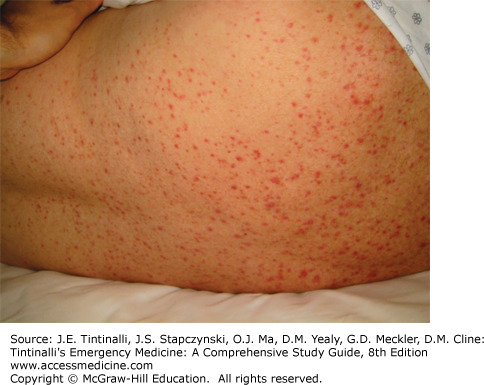 Source: J.E. Tintinalli, J.S. Stapczynski, O.J. Ma, D.M. Yealy, G.D. Meckler, D.M. Cline:
Tintinalli's Emergency Medicine: A Comprehensive Study Guide, 8th Edition
www.accessmedicine.com
Copyright © McGraw-Hill Education.  All rights reserved.